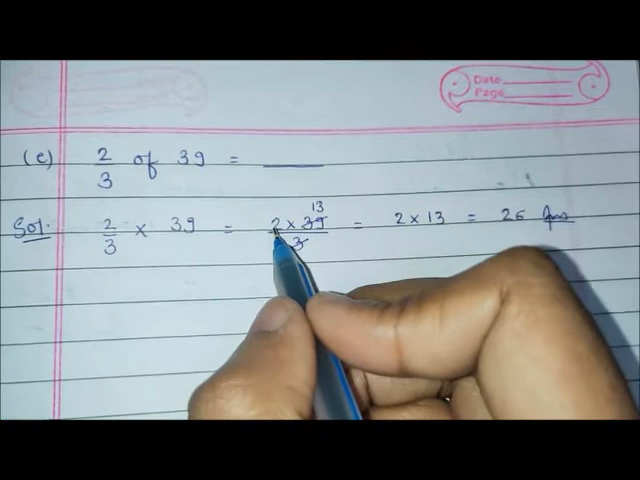 Date
Page
(c) 2/3 of 39 = ____
Sol. 2/3 × 39 = 2 × 39/3 13 = 2 × 13 = 26 Ans